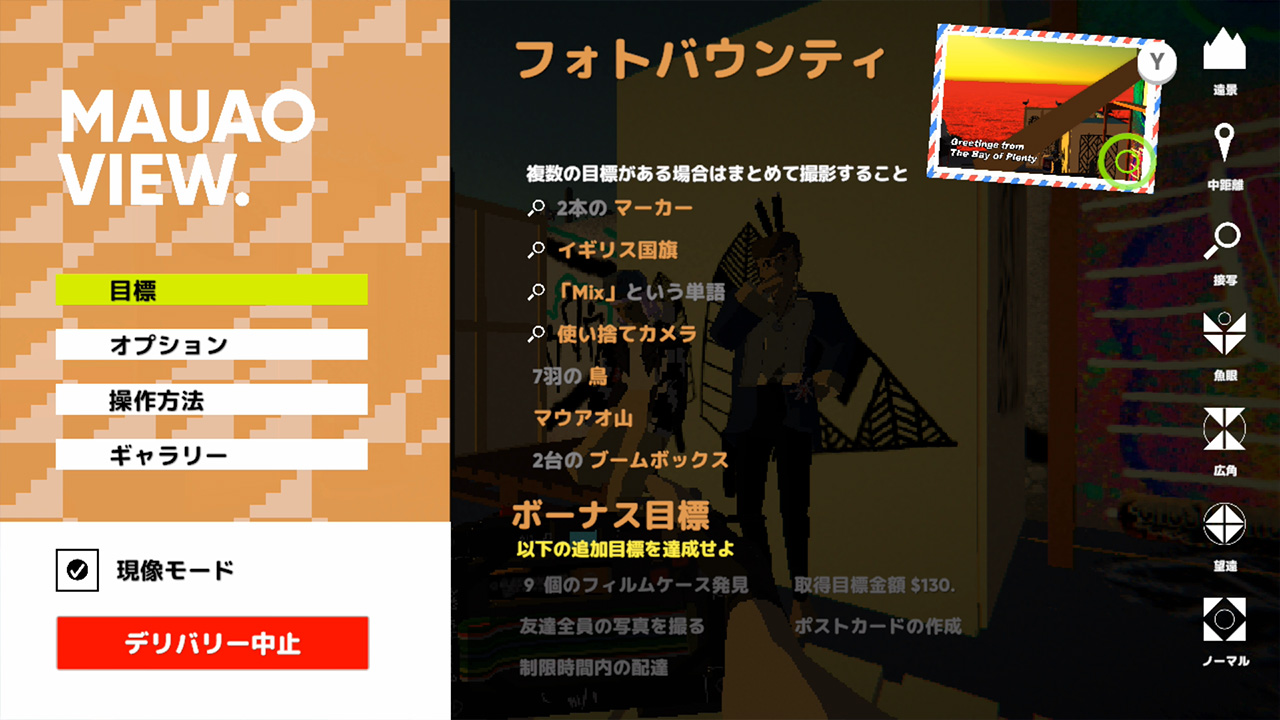 MAUAO
VIEW.
目標
オプション
操作方法
ギャラリー
現像モード
デリバリー中止
フォトバウンティ
複数の目標がある場合はまとめて撮影すること
2本の マーカー
イギリス国旗
「Mix」という単語
使い捨てカメラ
7羽の 鳥
マウアオ山
2台の ブームボックス
ボーナス目標
以下の追加目標を達成せよ
9 個のフィルムケース発見
取得目標金額 $130.
友達全員の写真を撮る
ポストカードの作成
制限時間内の配達
Greetings from
The Bay of Plenty
Y
遠景
中距離
接写
魚眼
広角
望遠
ノーマル